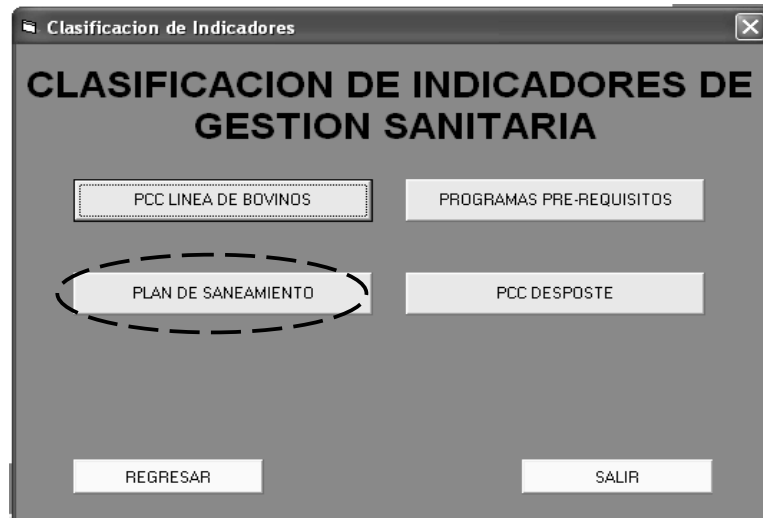 Clasificacion de Indicadores
CLASIFICACION DE INDICADORES DE
GESTION SANITARIA
PCC LINEA DE BOVINOS
PROGRAMAS PRE-REQUISITOS
PLAN DE SANEAMIENTO
PCC DESPOSTE
REGRESAR
SALIR